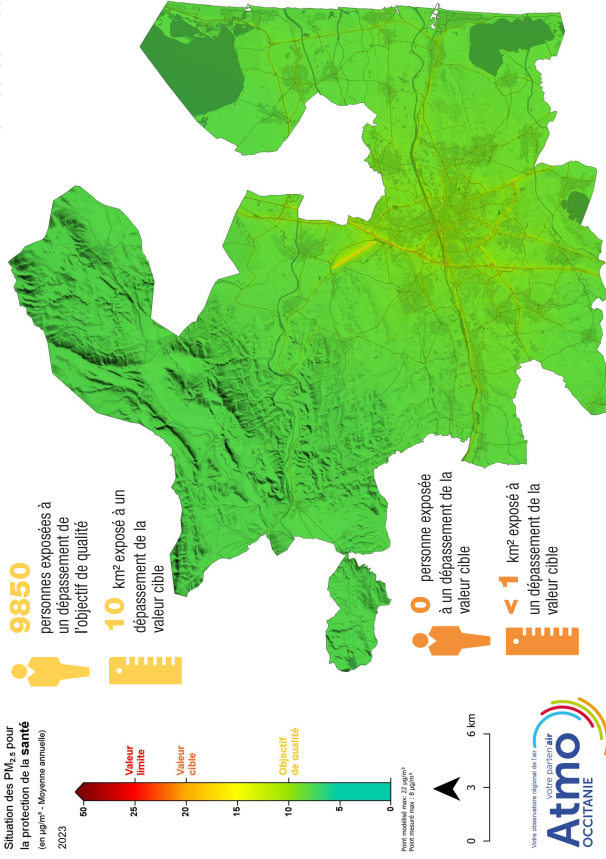 Situation des PM2.5 pour
la protection de la santé
(en µg/m³ - Moyenne annuelle)
2023
50
25
20
15
10
5
0
Valeur
limite
Valeur
cible
Objectif
de qualité
Point modélisé max: 22 µg/m³
Point mesuré max : 8 µg/m³
0
3
6 km
Votre observatoire régional de l'air
Atmo
votre parten'air
OCCITANIE
9850
personnes exposées à
un dépassement de
l'objectif de qualité
10 km² exposé à un
dépassement de la
valeur cible
0 personne exposée
à un dépassement de la
valeur cible
< 1 km² exposé à
un dépassement de la
valeur cible